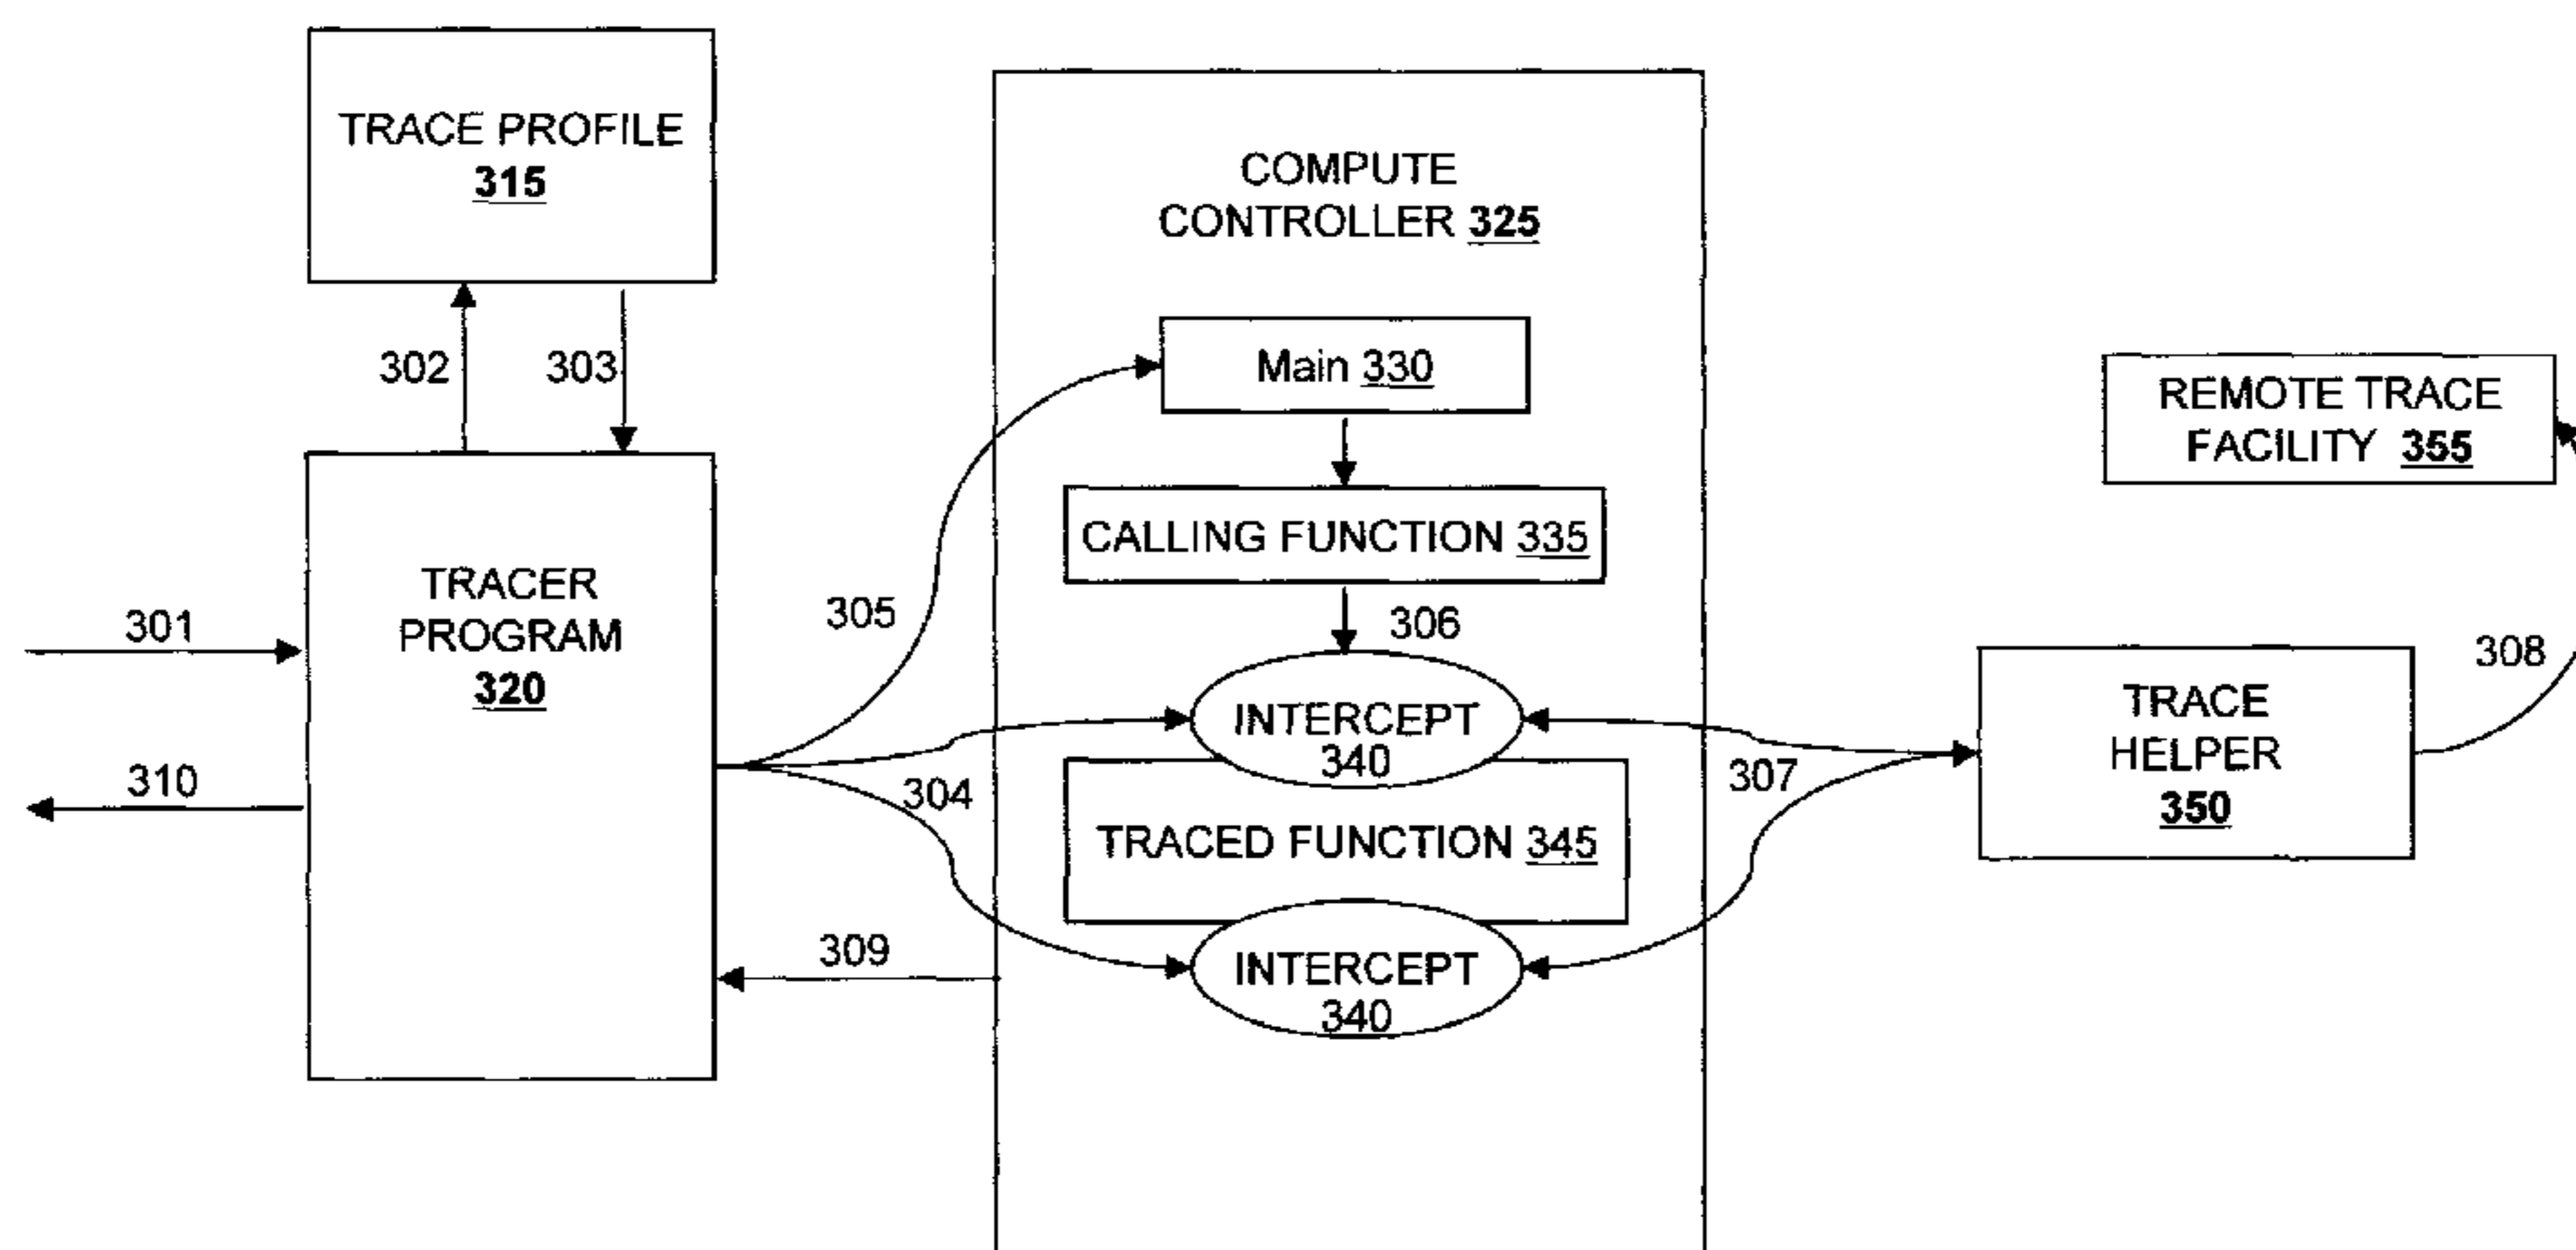 TRACE PROFILE
315
302
303
TRACER
PROGRAM
320
301
310
305
304
309
COMPUTE
CONTROLLER 325
Main 330
CALLING FUNCTION 335
306
INTERCEPT
340
TRACED FUNCTION 345
INTERCEPT
340
307
TRACE
HELPER
350
308
REMOTE TRACE
FACILITY 355